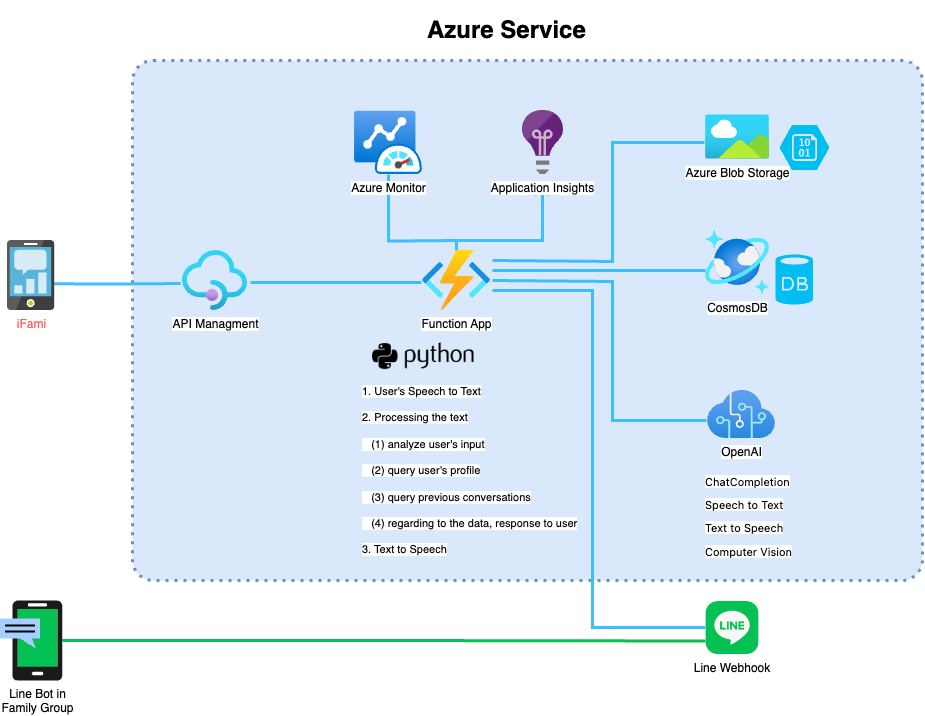 Azure Service
Azure Monitor
Application Insights
10
01
Azure Blob Storage
iFami
API Managment
Function App
DB
CosmosDB
python
1. User's Speech to Text
2. Processing the text
(1) analyze user's input
(2) query user's profile
(3) query previous conversations
(4) regarding to the data, response to user
3. Text to Speech
OpenAI
ChatCompletion
Speech to Text
Text to Speech
Computer Vision
LINE
Line Webhook
Line Bot in
Family Group